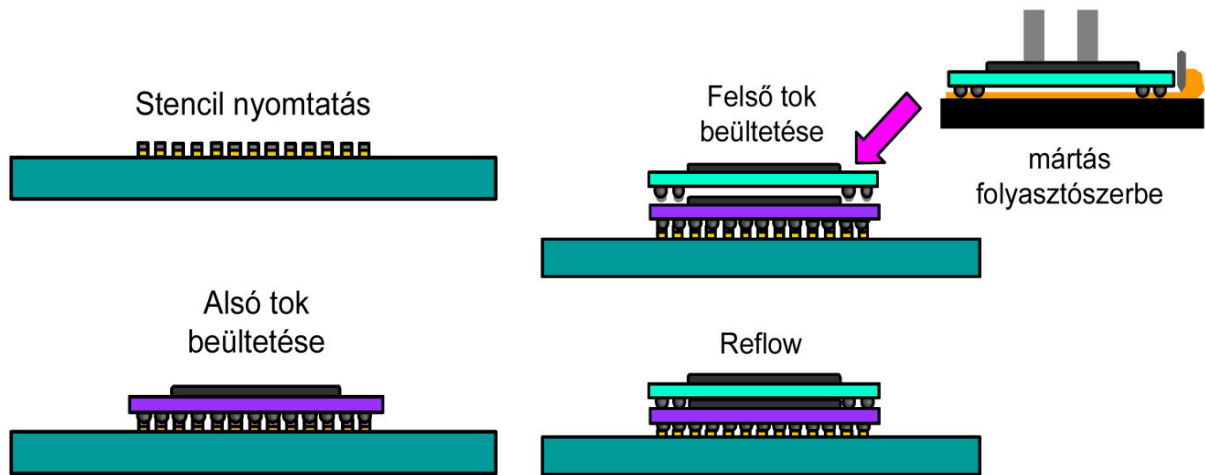 Stencil nyomtatás
Alsó tok
beültetése
Felső tok
beültetése
mártás
folyasztószerbe
Reflow